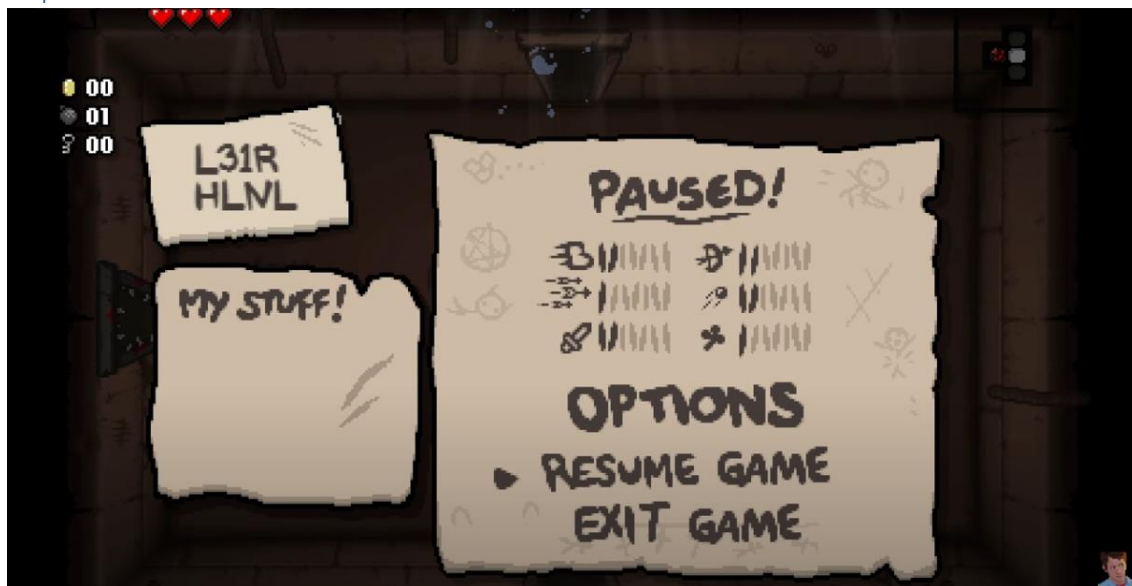 00
01
00
L31R
HLNL
MY STUFF!
PAUSED!
OPTIONS
RESUME GAME
EXIT GAME